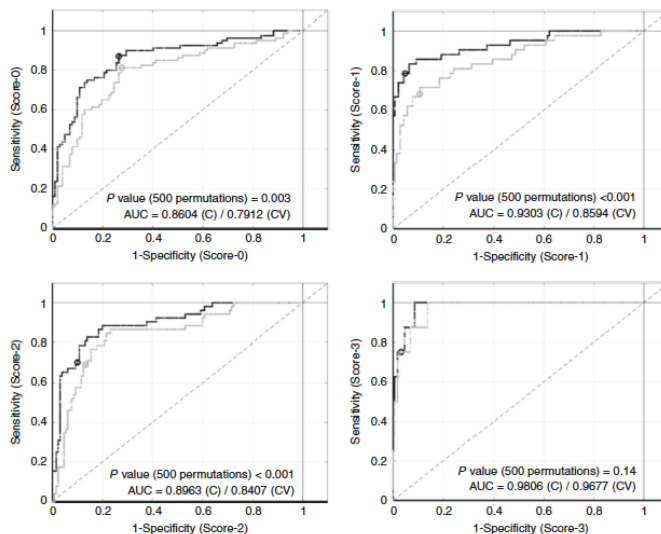 1
0.8
0.6
0.4
0.2
0
Sensitivity (Score-0)
P value (500 permutations) = 0.003
AUC = 0.8604 (C) / 0.7912 (CV)
0 0.2 0.4 0.6 0.8 1
1-Specificity (Score-0)
1
0.8
0.6
0.4
0.2
0
Sensitivity (Score-1)
P value (500 permutations) <0.001
AUC = 0.9303 (C) / 0.8594 (CV)
0 0.2 0.4 0.6 0.8 1
1-Specificity (Score-1)
1
0.8
0.6
0.4
0.2
0
Sensitivity (Score-2)
P value (500 permutations) < 0.001
AUC = 0.8963 (C) / 0.8407 (CV)
0 0.2 0.4 0.6 0.8 1
1-Specificity (Score-2)
1
0.8
0.6
0.4
0.2
0
Sensitivity (Score-3)
P value (500 permutations) = 0.14
AUC = 0.9806 (C) / 0.9677 (CV)
0 0.2 0.4 0.6 0.8 1
1-Specificity (Score-3)